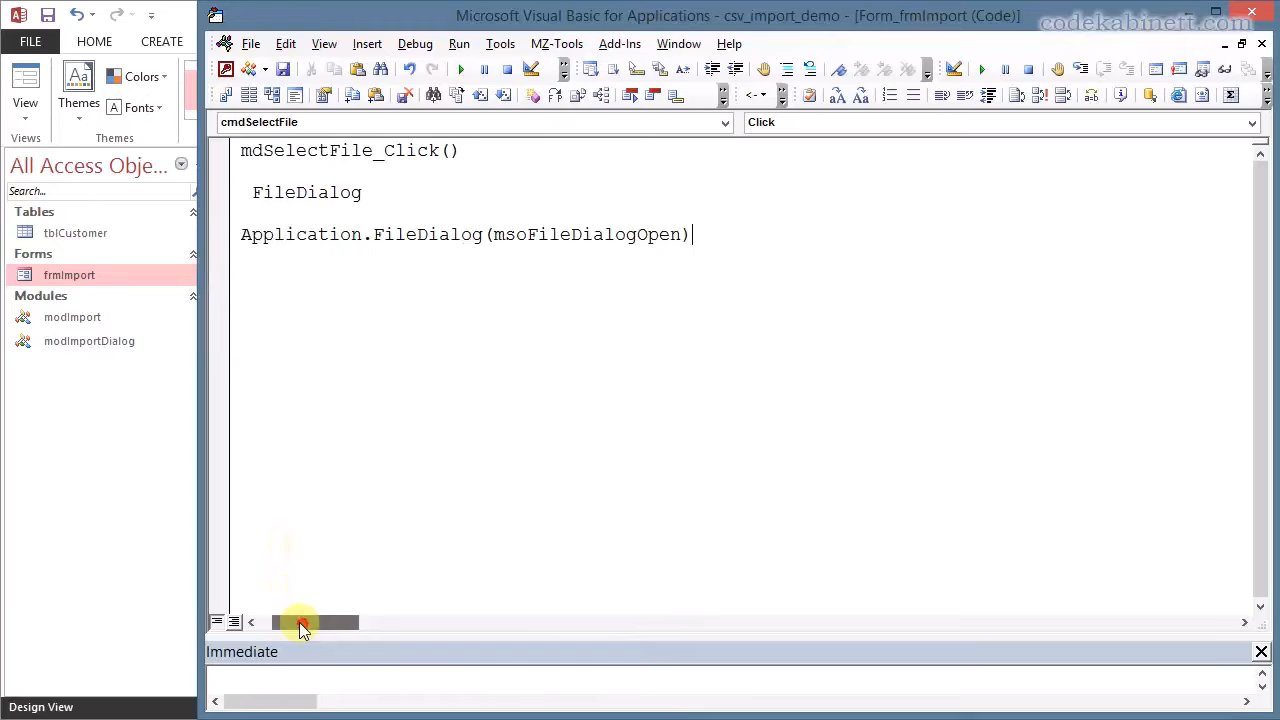 Microsoft Visual Basic for Applications - csv_import_demo - [Form_frmImport (Code)]
codekabinett.com
FILE HOME CREATE
File Edit View Insert Debug Run Tools MZ-Tools Add-Ins Window Help
View
Themes
Colors
Fonts
Views Themes
cmdSelectFile Click
All Access Obje...
Search...
Tables
tblCustomer
Forms
frmImport
Modules
modImport
modImportDialog
mdSelectFile_Click()
FileDialog
Application.FileDialog(msoFileDialogOpen)
Immediate
Design View